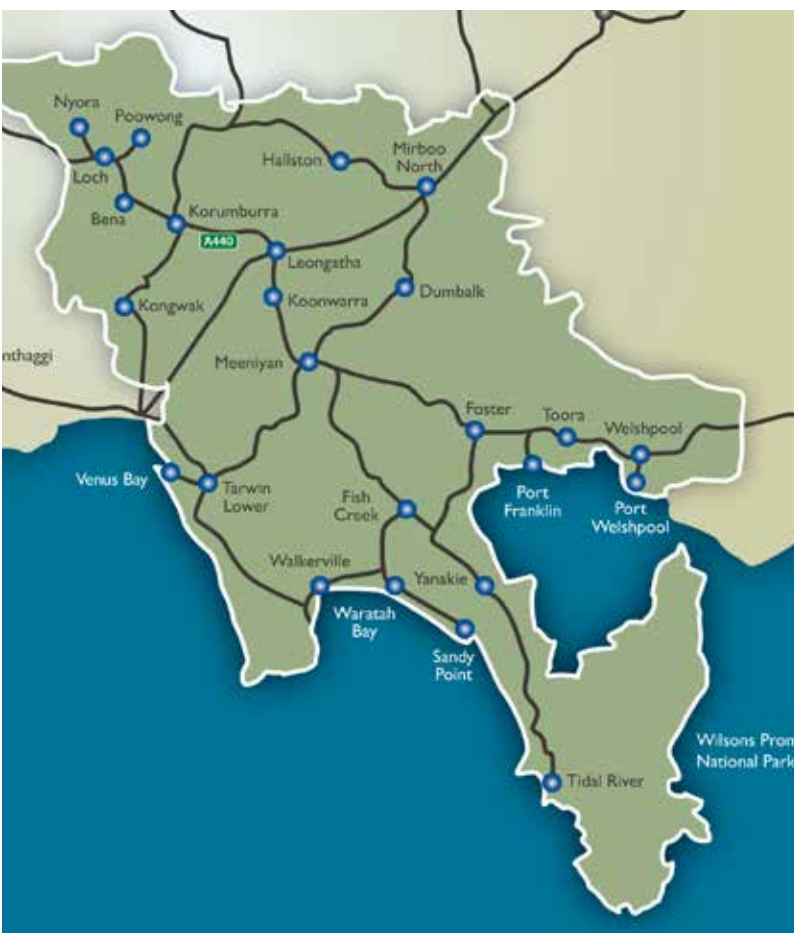 Nyora
Poowong
Loch
Bena
Hallston
Mirboo
North
Korumburra
A440
Leongatha
Koonwarra
Dumbalk
Kongwak
nthaggi
Meeniyan
Foster
Toora
Welshpool
Venus Bay
Tarwin
Lower
Fish
Creek
Port
Franklin
Port
Welshpool
Walkerville
Yanakie
Waratah
Bay
Sandy
Point
Wilsons Prom
National Park
Tidal River